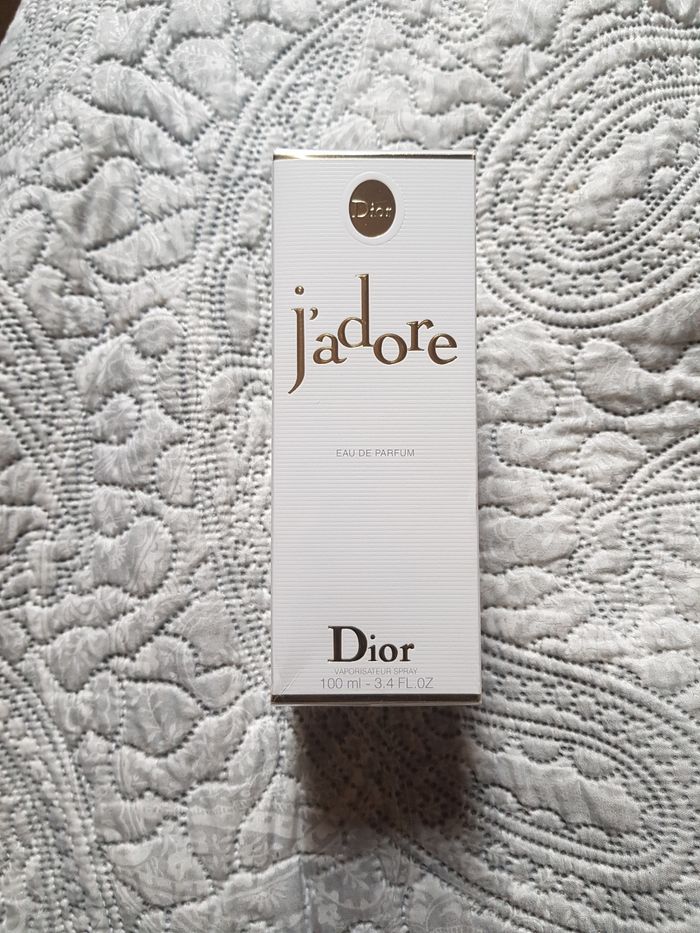 Dior
j'adore
EAU DE PARFUM
Dior
VAPORISATEUR SPRAY
100 ml - 3.4 FL.OZ